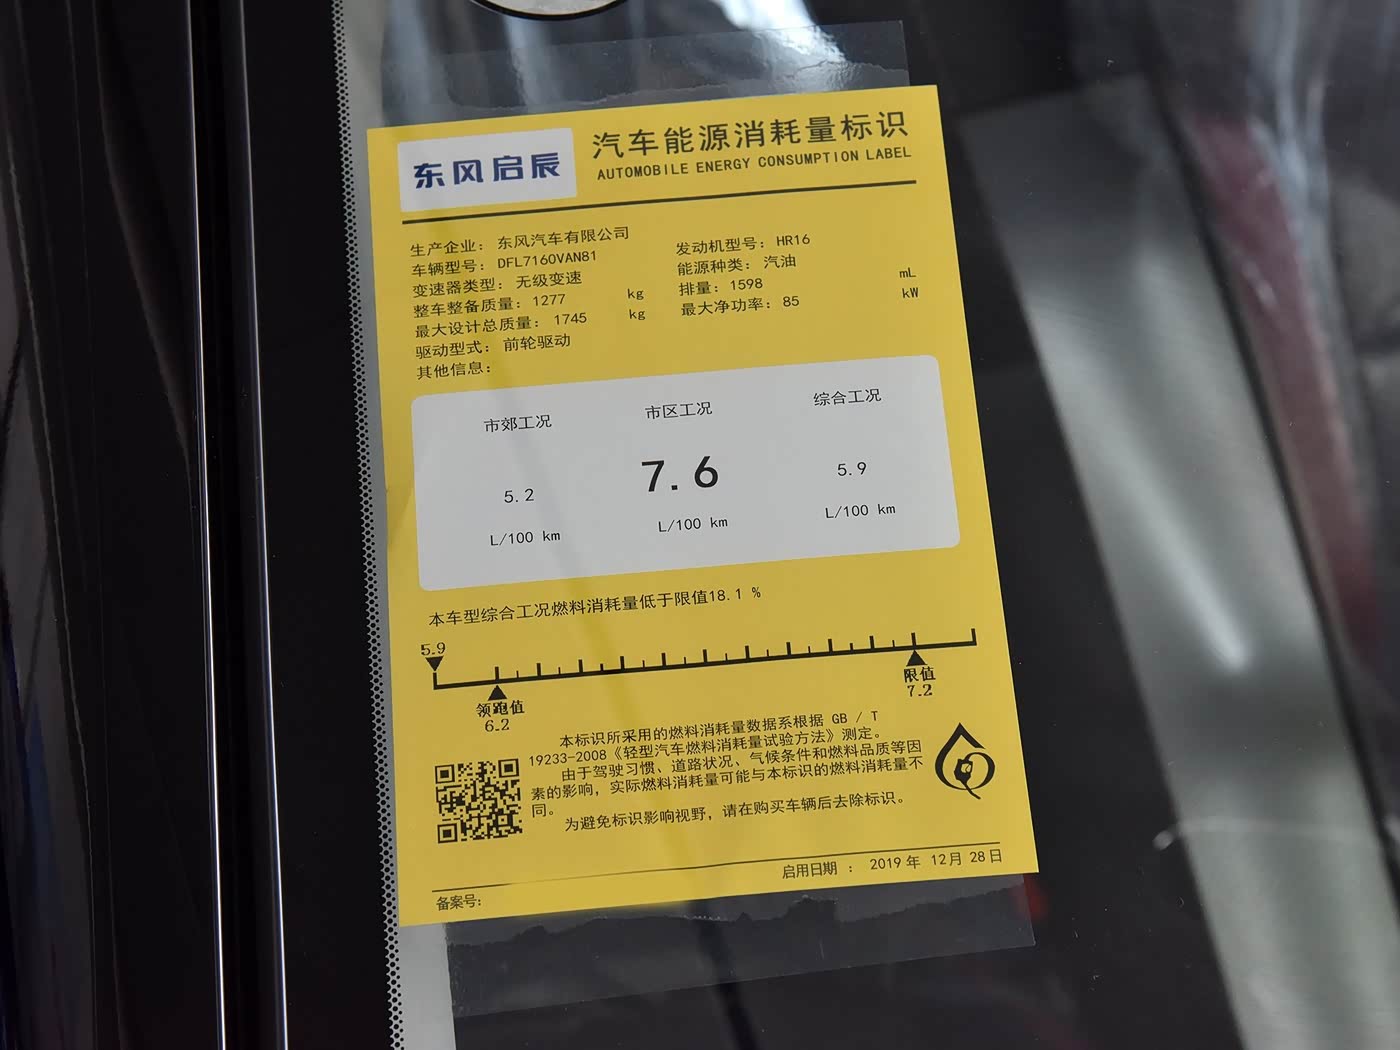 东风启辰
汽车能源消耗量标识
AUTOMOBILE ENERGY CONSUMPTION LABEL
生产企业: 东风汽车有限公司
车辆型号: DFL7160VAN81
变速器类型: 无级变速
整车整备质量: 1277 kg
最大设计总质量: 1745 kg
驱动型式: 前轮驱动
其他信息:
发动机型号: HR16
能源种类: 汽油
排量: 1598 mL
最大净功率: 85 kW
市郊工况 市区工况 综合工况
5.2 7.6 5.9
L/100 km L/100 km L/100 km
本车型综合工况燃料消耗量低于限值18.1 %
5.9
领跑值 限值
6.2 7.2
本标识所采用的燃料消耗量数据系根据 GB / T
19233-2008《轻型汽车燃料消耗量试验方法》测定。
由于驾驶习惯、道路状况、气候条件和燃料品质等因
素的影响，实际燃料消耗量可能与本标识的燃料消耗量不
同。
为避免标识影响视野，请在购买车辆后去除标识。
启用日期 : 2019 年 12月 28日
备案号: